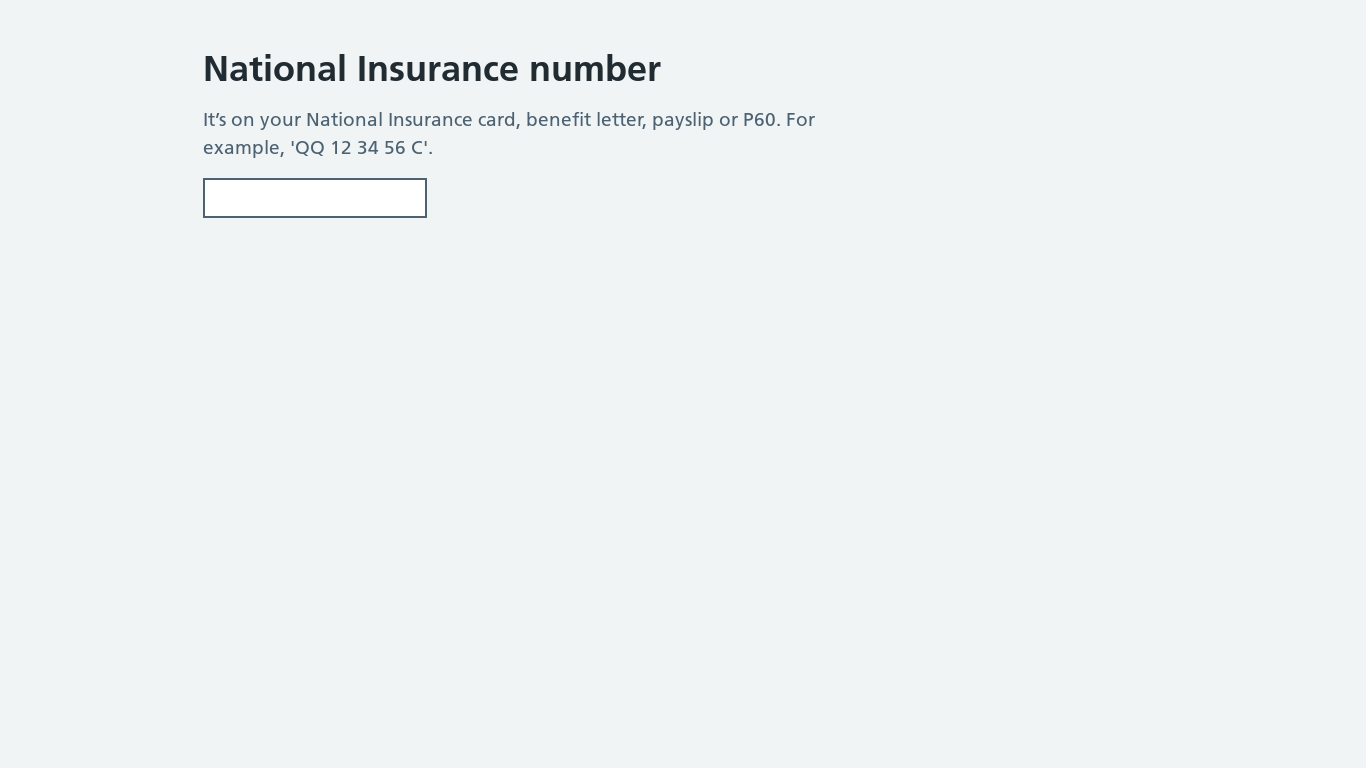 National Insurance number
It’s on your National Insurance card, benefit letter, payslip or P60. For
example, 'QQ 12 34 56 C'.